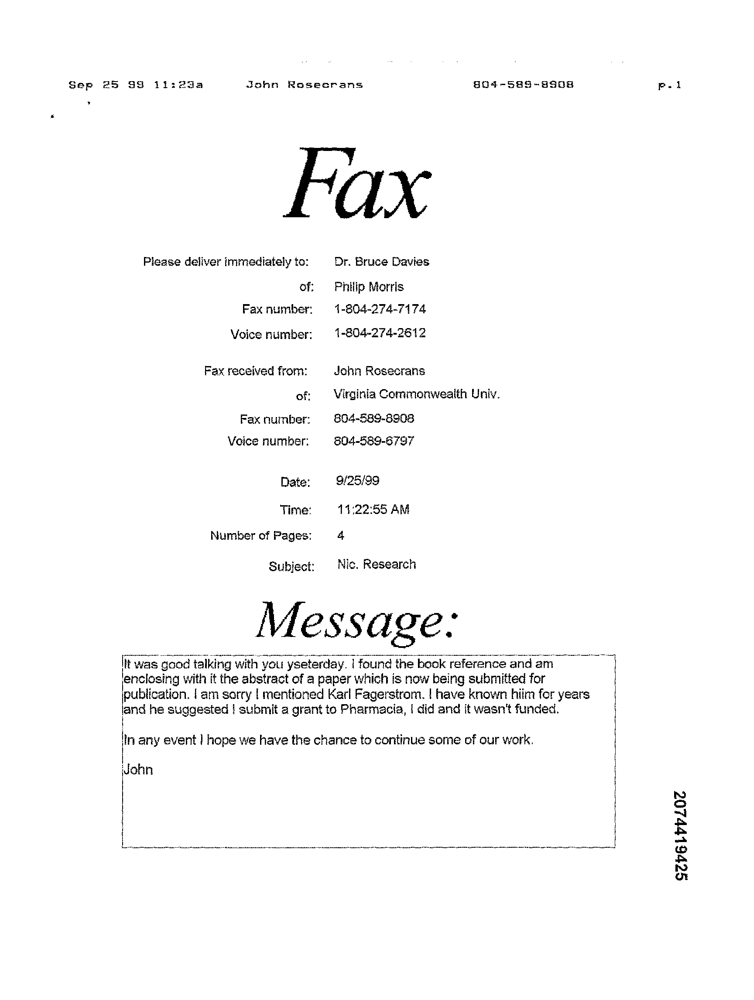 Sep 25 99 11:23a John Rosecrans 804-589-8908 p.1
Fax
Please deliver immediately to: Dr. Bruce Davies
of: Philip Morris
Fax number: 1-804-274-7174
Voice number: 1-804-274-2612
Fax received from: John Rosecrans
of: Virginia Commonwealth Univ.
Fax number: 804-589-8908
Voice number: 804-589-6797
Date: 9/25/99
Time: 11:22:55 AM
Number of Pages: 4
Subject: Nic. Research
Message:
It was good talking with you yseterday. I found the book reference and am
enclosing with it the abstract of a paper which is now being submitted for
publication. I am sorry I mentioned Karl Fagerstrom. I have known hiim for years
and he suggested I submit a grant to Pharmacia, I did and it wasn't funded.
In any event I hope we have the chance to continue some of our work.
John
2074419425